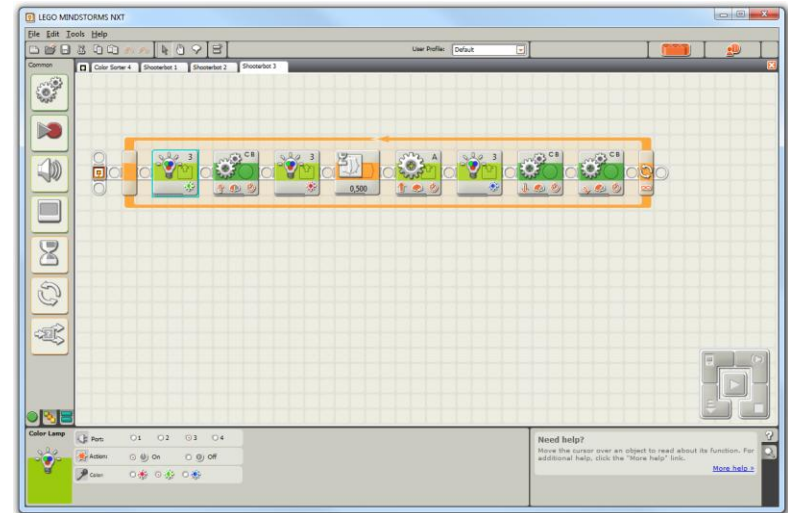 LEGO MINDSTORMS NXT
File Edit Tools Help
User Profile: Default
Common
Color Sorter 4 Shooterbot 1 Shooterbot 2 Shooterbot 3
3 C B 3 A 3 C B C B
0,500
Color Lamp
Port: 1 2 3 4
Action: On Off
Color:
Need help?
Move the cursor over an object to read about its function. For
additional help, click the "More help" link.
More help »